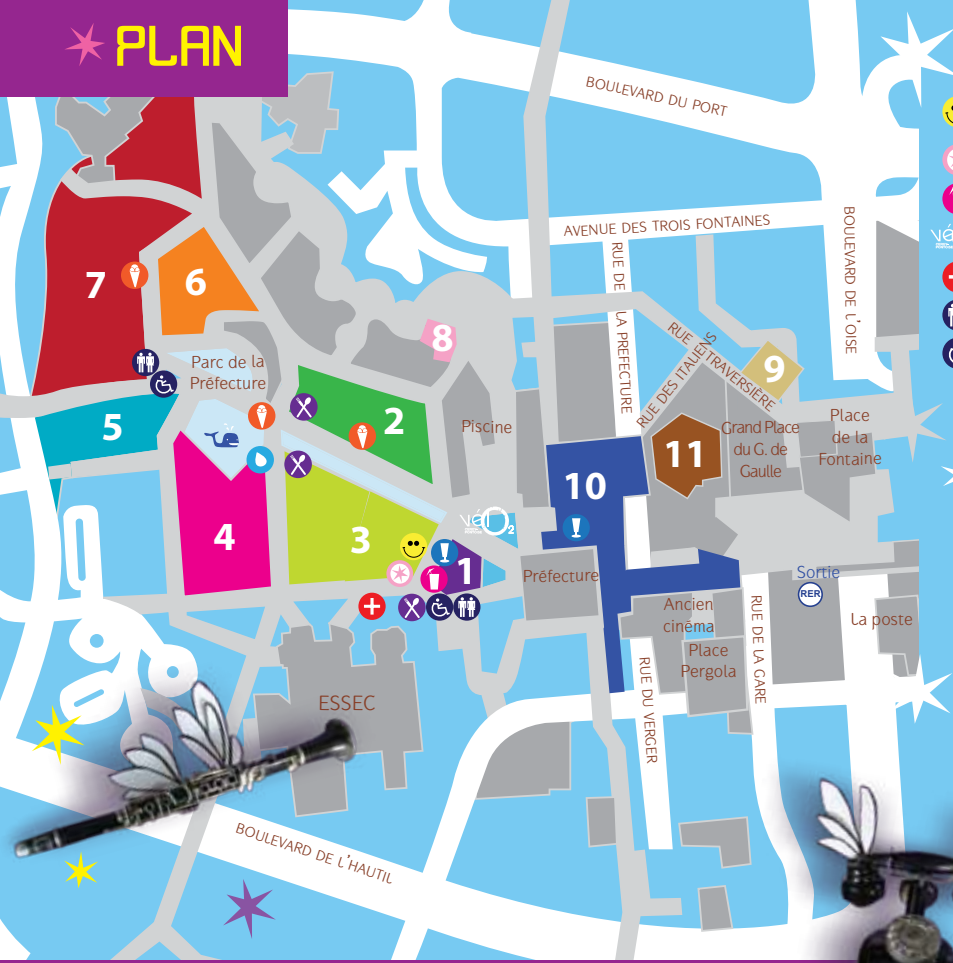 PLAN
BOULEVARD DU PORT
AVENUE DES TROIS FONTAINES
BOULEVARD DE L'OISE
RUE DE LA PREFECTURE
7
6
8
RUE DES ITALIENS
RUE TRAVERSIÈRE
9
Parc de la
Préfecture
5
2
Piscine
11
Grand Place
du G. de
Gaulle
Place
de la
Fontaine
10
4
3
vélO2
1
Préfecture
Sortie
RER
Ancien
cinéma
Place
Pergola
La poste
RUE DE LA GARE
RUE DU VERGER
ESSEC
BOULEVARD DE L'HAUTIL
vé